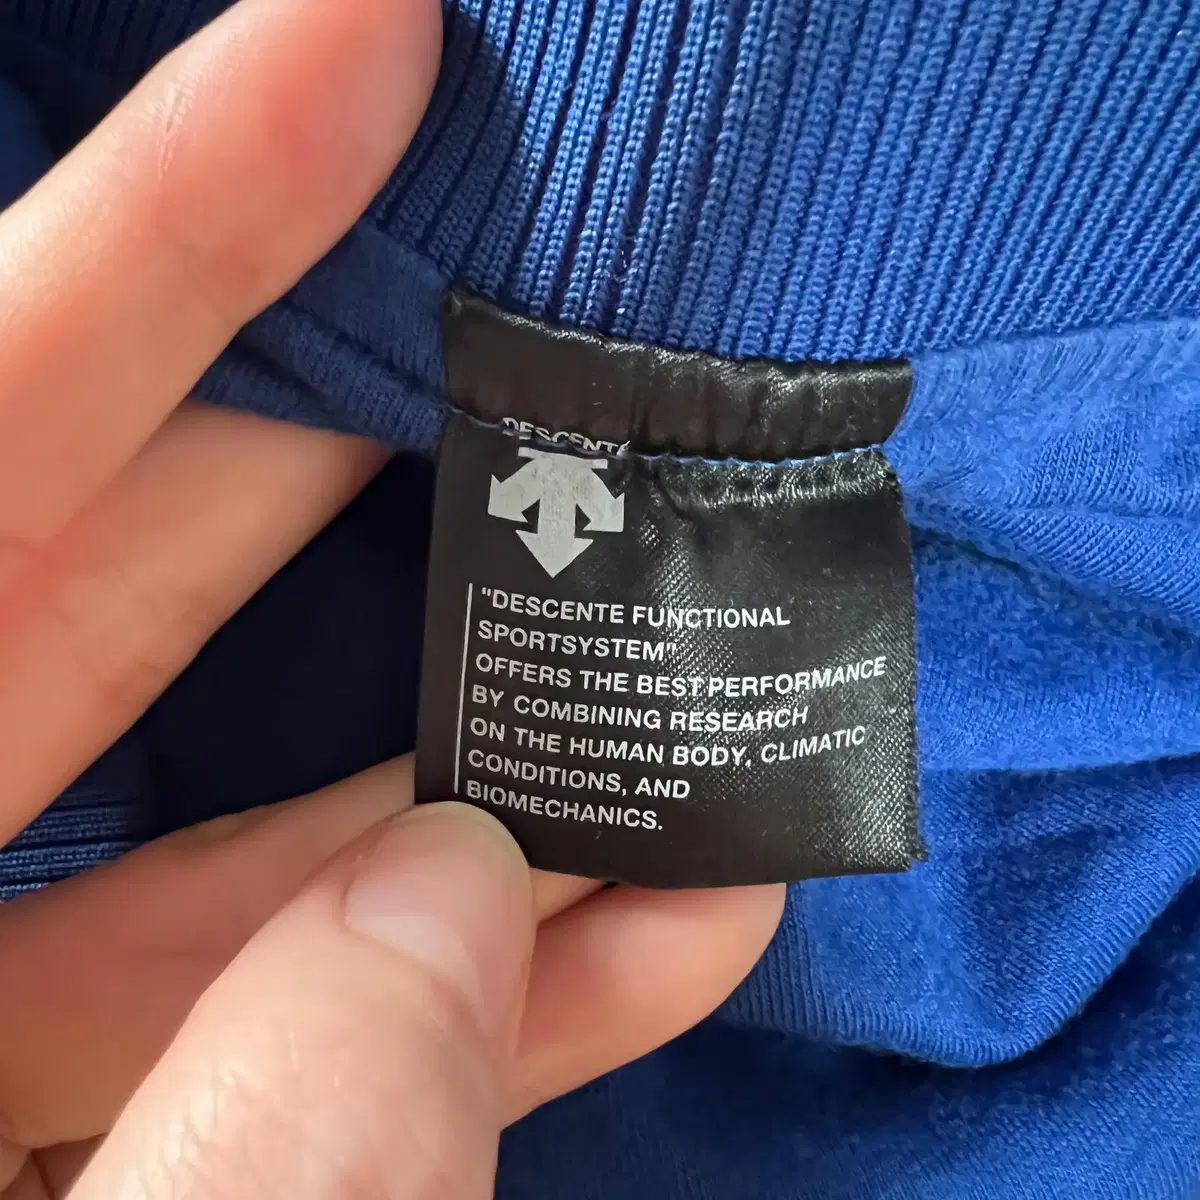 DESCENTE
"DESCENTE FUNCTIONAL
SPORTSYSTEM"
OFFERS THE BEST PERFORMANCE
BY COMBINING RESEARCH
ON THE HUMAN BODY, CLIMATIC
CONDITIONS, AND
BIOMECHANICS.